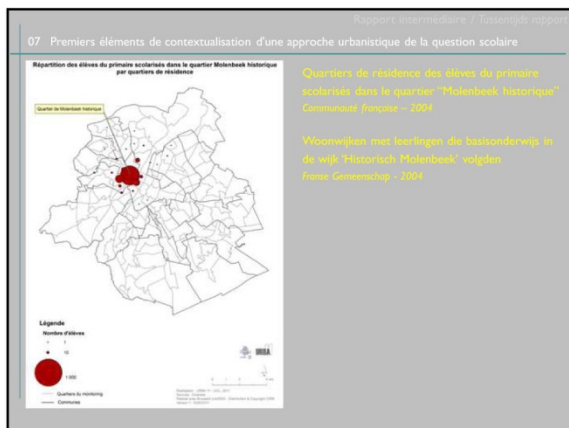 Rapport intermédiaire / Tussentijds rapport
07 Premiers éléments de contextualisation d'une approche urbanistique de la question scolaire
Répartition des élèves du primaire scolarisés dans le quartier Molenbeek historique
par quartiers de résidence
Quartier de Molenbeek historique
Quartiers de résidence des élèves du primaire
scolarisés dans le quartier "Molenbeek historique"
Communauté française – 2004
Woonwijken met leerlingen die basisonderwijs in
de wijk 'Historisch Molenbeek' volgden
Franse Gemeenschap - 2004
Légende
Nombre d'élèves
1
10
1 000
Quartiers du monitoring
Communes